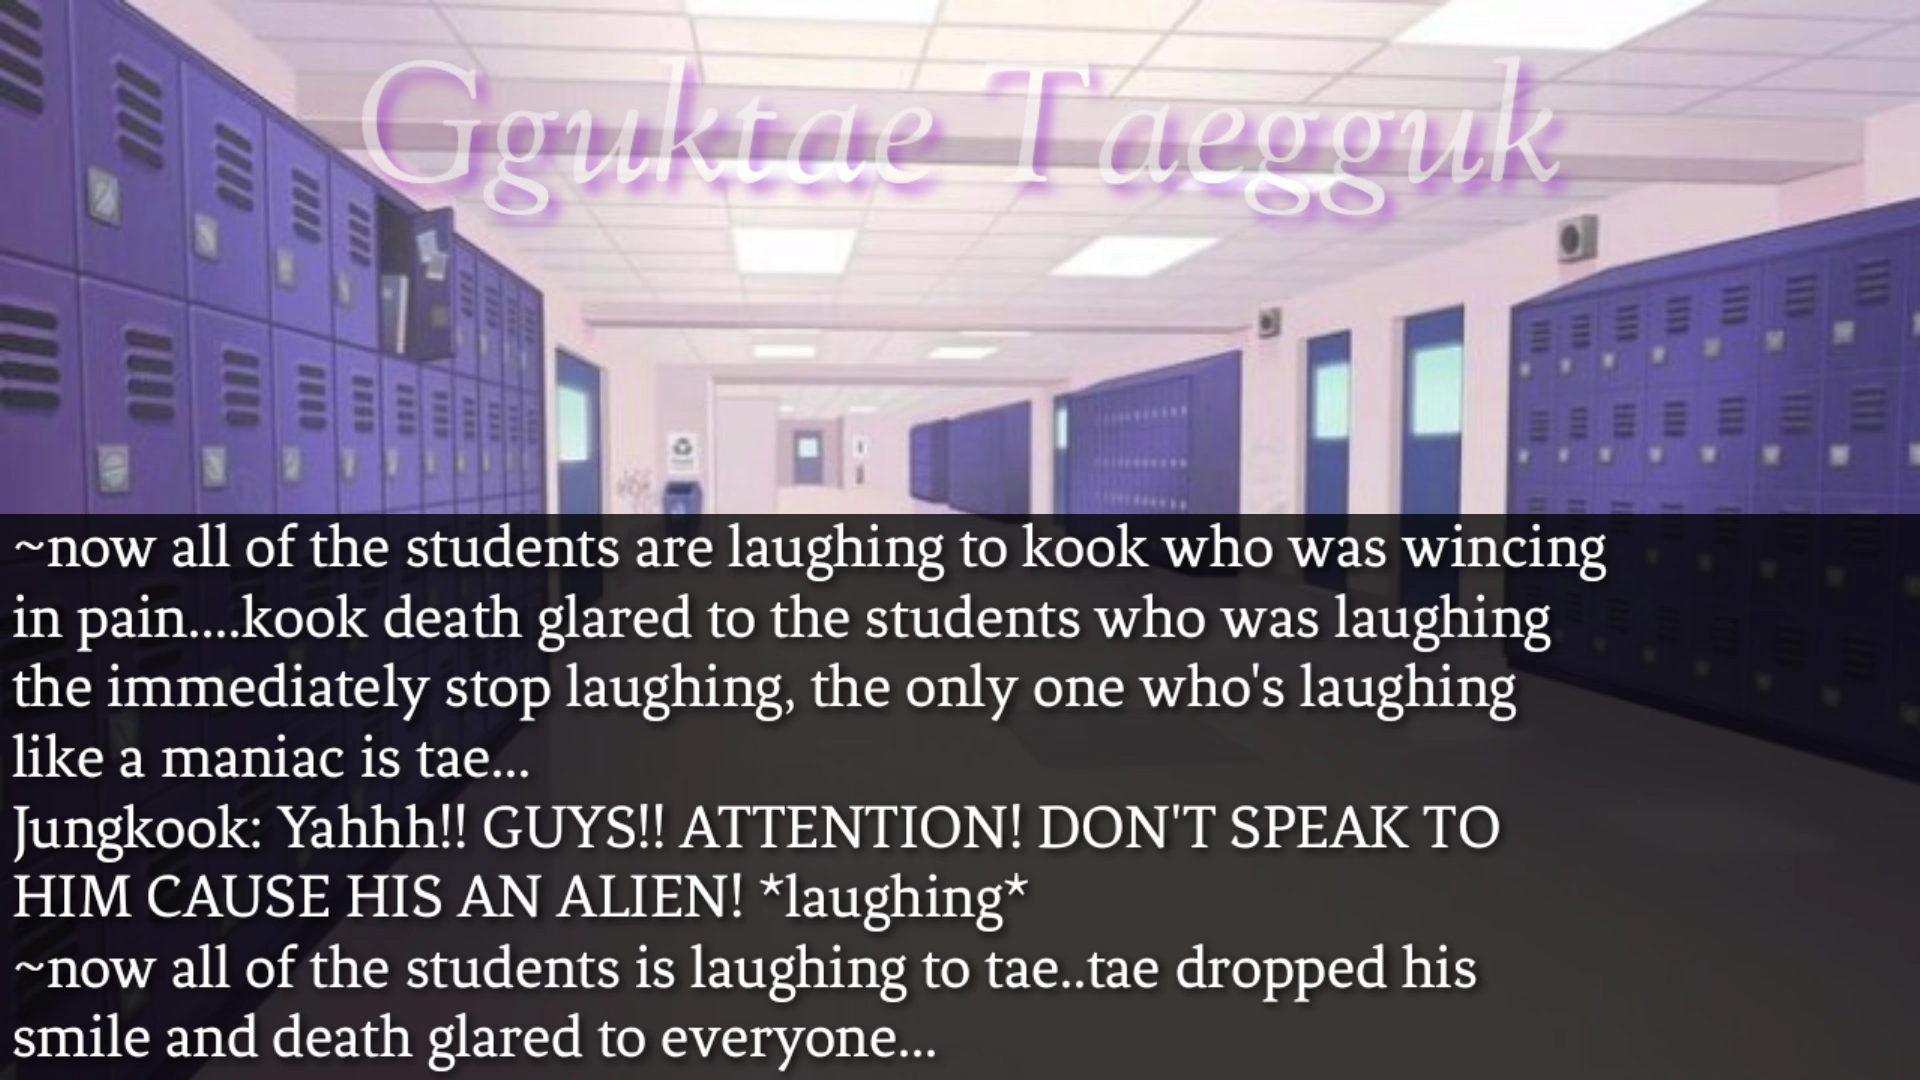 Gguktae Taegguk
~now all of the students are laughing to kook who was wincing
in pain....kook death glared to the students who was laughing
the immediately stop laughing, the only one who's laughing
like a maniac is tae...
Jungkook: Yahhh!! GUYS!! ATTENTION! DON'T SPEAK TO
HIM CAUSE HIS AN ALIEN! *laughing*
~now all of the students is laughing to tae..tae dropped his
smile and death glared to everyone...